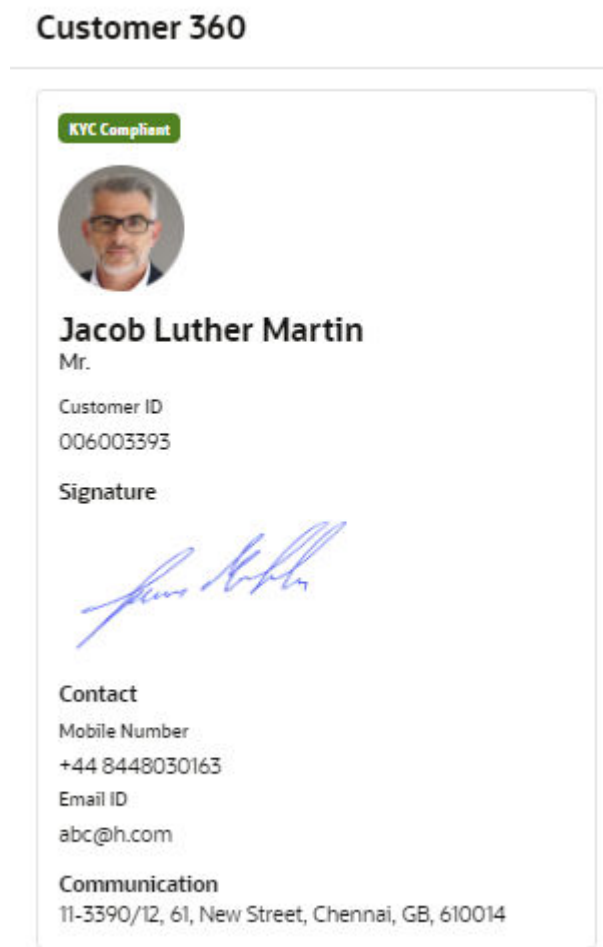 Customer 360
KYC Compliant
Jacob Luther Martin
Mr.
Customer ID
006003393
Signature
Contact
Mobile Number
+44 8448030163
Email ID
abc@h.com
Communication
11-3390/12, 61, New Street, Chennai, GB, 610014